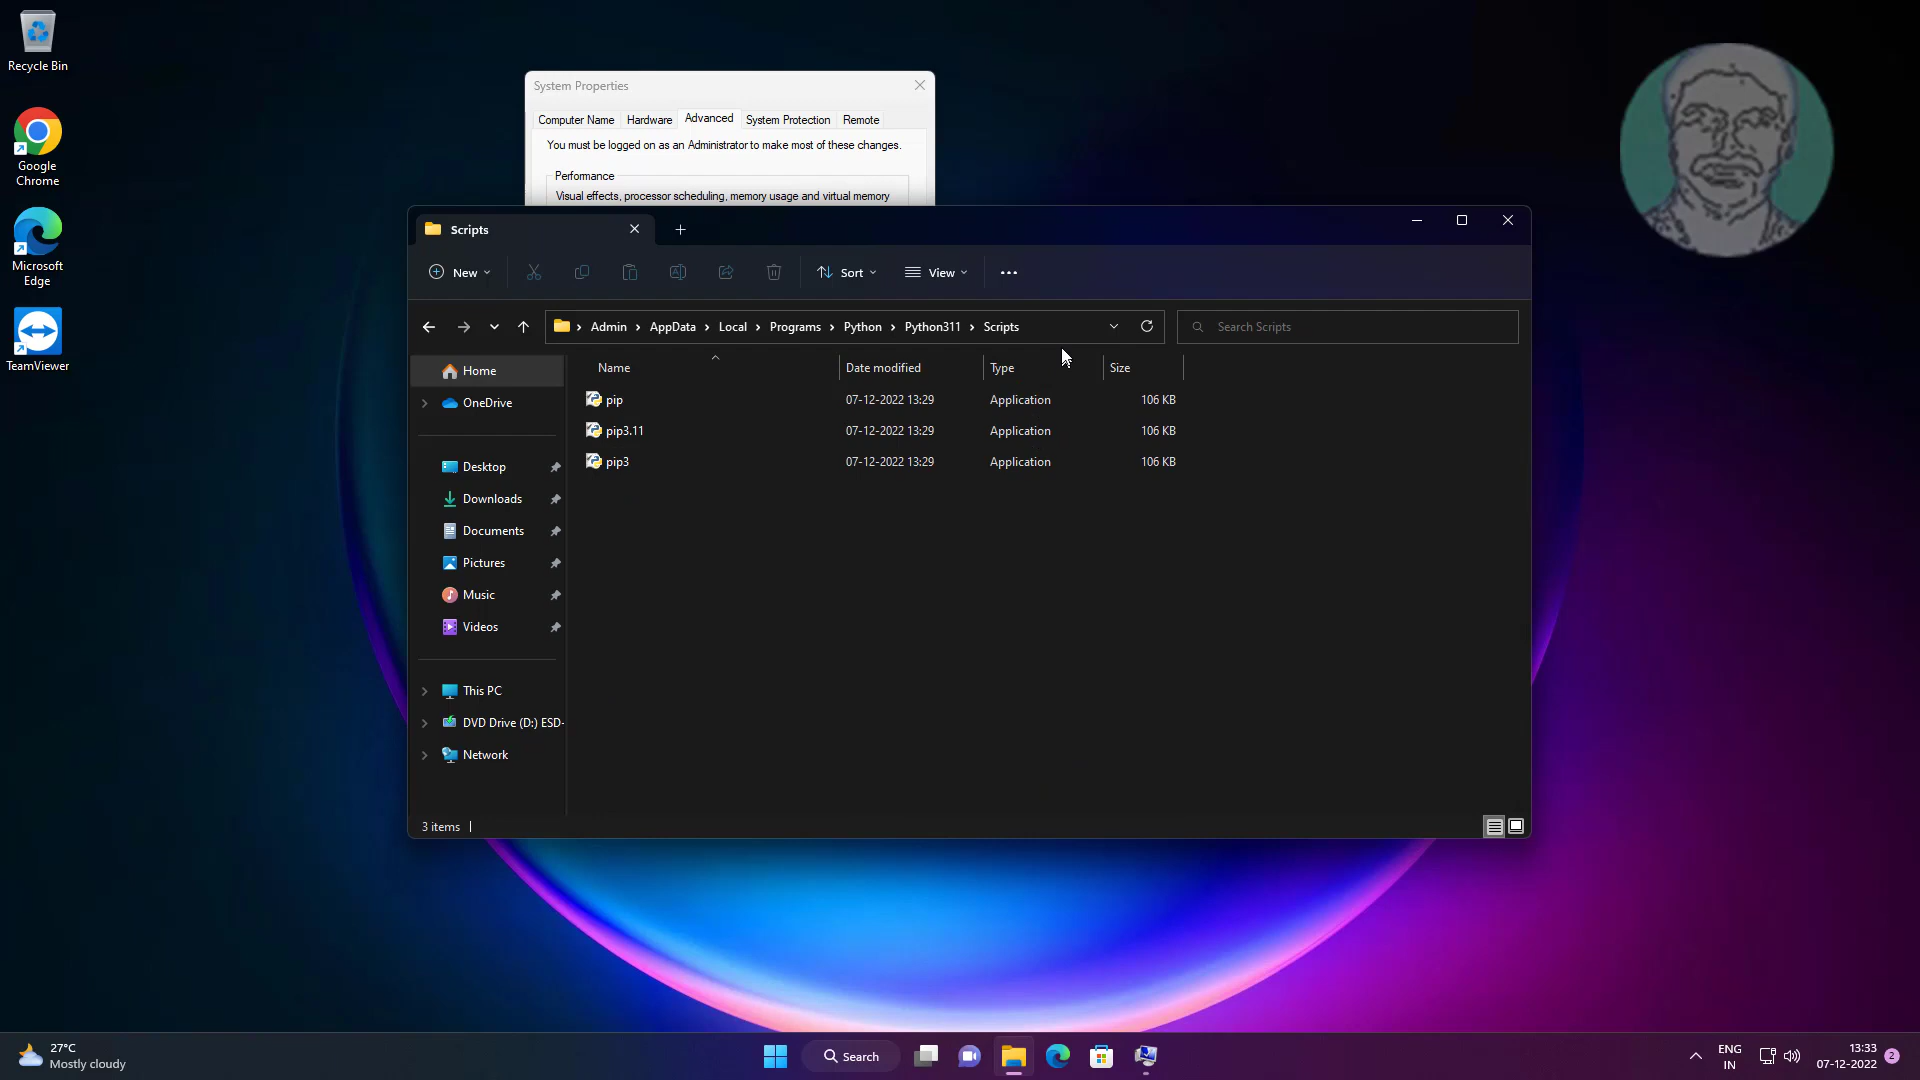 Recycle Bin
Google
Chrome
Microsoft
Edge
TeamViewer
System Properties
Computer Name Hardware Advanced System Protection Remote
You must be logged on as an Administrator to make most of these changes.
Performance
Visual effects, processor scheduling, memory usage and virtual memory
Scripts
New Sort View
Admin AppData Local Programs Python Python311 Scripts
Search Scripts
Name Date modified Type Size
pip 07-12-2022 13:29 Application 106 KB
pip3.11 07-12-2022 13:29 Application 106 KB
pip3 07-12-2022 13:29 Application 106 KB
Home
OneDrive
Desktop
Downloads
Documents
Pictures
Music
Videos
This PC
DVD Drive (D:) ESD-
Network
3 items
27°C
Mostly cloudy
Search
ENG
IN
13:33
07-12-2022
2